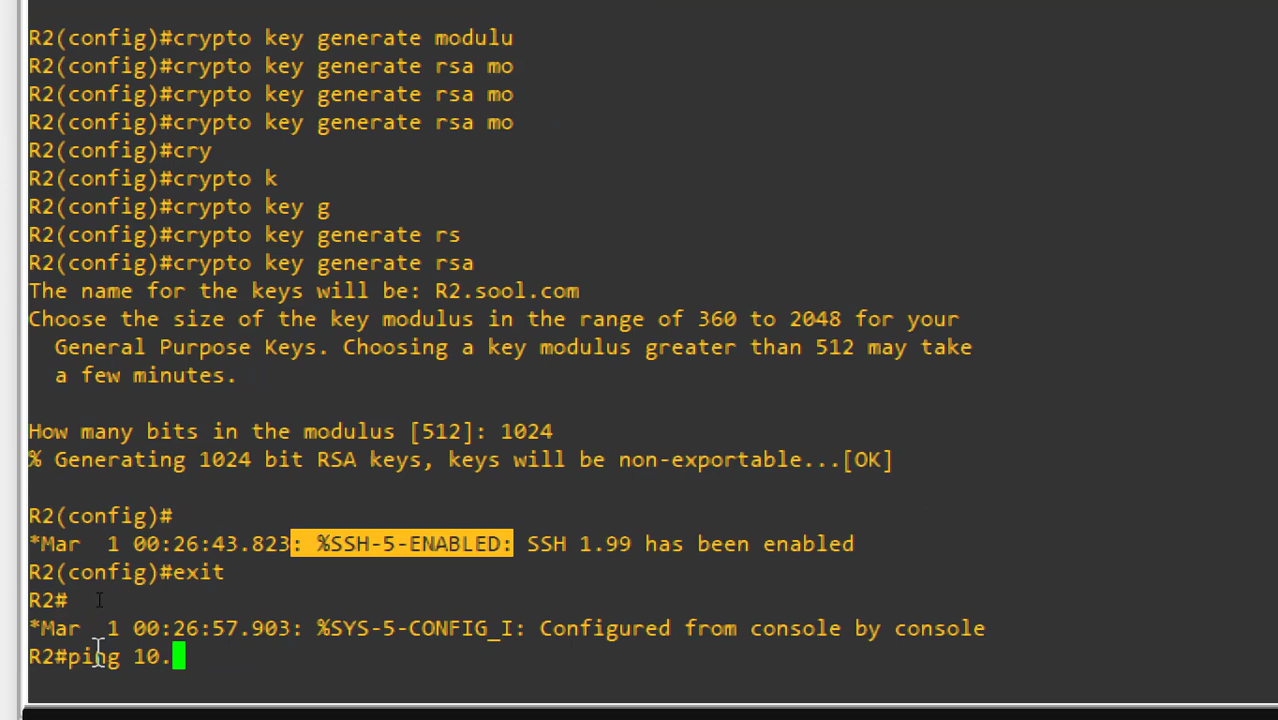 R2(config)#crypto key generate modulu
R2(config)#crypto key generate rsa mo
R2(config)#crypto key generate rsa mo
R2(config)#crypto key generate rsa mo
R2(config)#cry
R2(config)#crypto k
R2(config)#crypto key g
R2(config)#crypto key generate rs
R2(config)#crypto key generate rsa
The name for the keys will be: R2.sool.com
Choose the size of the key modulus in the range of 360 to 2048 for your
General Purpose Keys. Choosing a key modulus greater than 512 may take
a few minutes.
How many bits in the modulus [512]: 1024
% Generating 1024 bit RSA keys, keys will be non-exportable...[OK]
R2(config)#
*Mar  1 00:26:43.823: %SSH-5-ENABLED: SSH 1.99 has been enabled
R2(config)#exit
R2#
*Mar  1 00:26:57.903: %SYS-5-CONFIG_I: Configured from console by console
R2#ping 10.